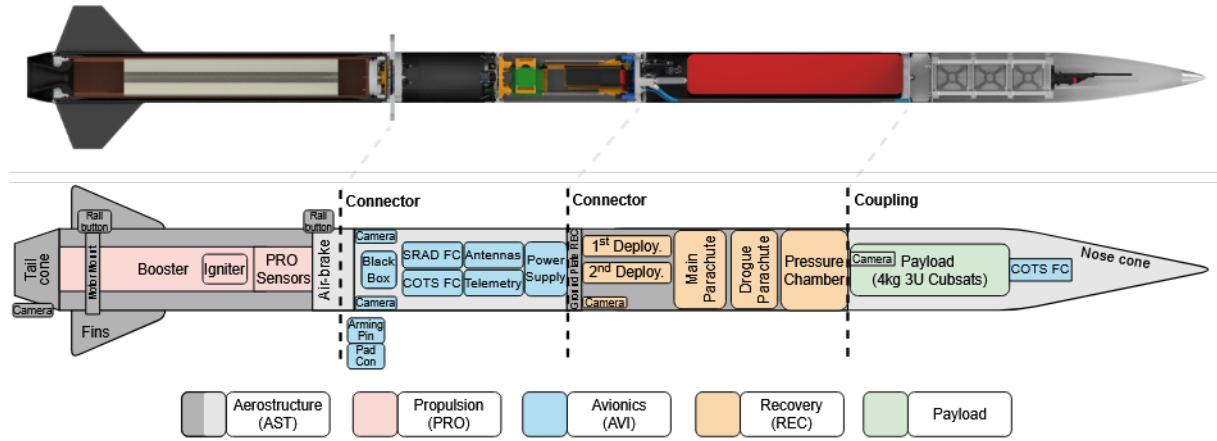 Connector
Connector
Coupling
Rail
button
Rail
button
Tail
cone
Camera
Fins
Motor Mount
Booster
Igniter
PRO
Sensors
Air-brake
Camera
Black
Box
Camera
Arming
Pin
Pad
Con
SRAD FC
COTS FC
Antennas
Telemetry
Power
Supply
Ground Plate REC
1st Deploy.
2nd Deploy.
Camera
Main
Parachute
Drogue
Parachute
Pressure
Chamber
Camera
Payload
(4kg 3U Cubsats)
COTS FC
Nose cone
Aerostructure
(AST)
Propulsion
(PRO)
Avionics
(AVI)
Recovery
(REC)
Payload